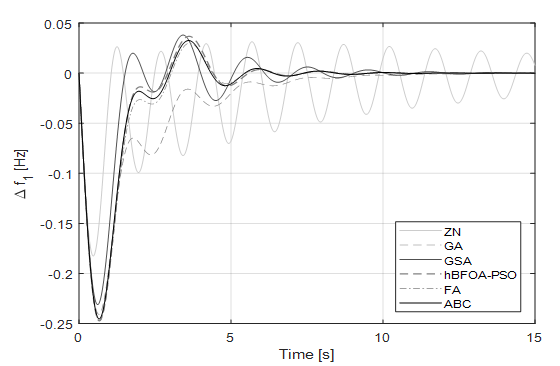 0.05
0
-0.05
-0.1
-0.15
-0.2
-0.25
Δ f1 [Hz]
0 5 10 15
Time [s]
ZN
GA
GSA
hBFOA-PSO
FA
ABC